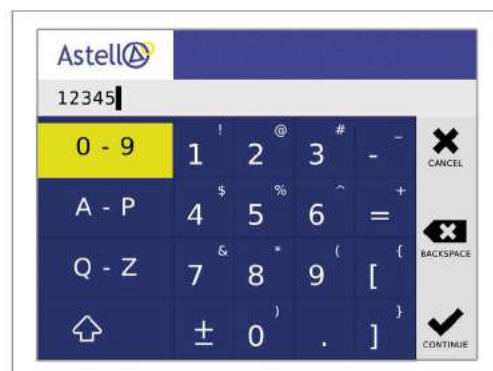 Astell
12345
0 - 9 1 ! 2 @ 3 # - _ CANCEL
A - P 4 $ 5 % 6 ^ = +
Q - Z 7 & 8 * 9 ( [ { BACKSPACE
± 0 ) . ] } CONTINUE